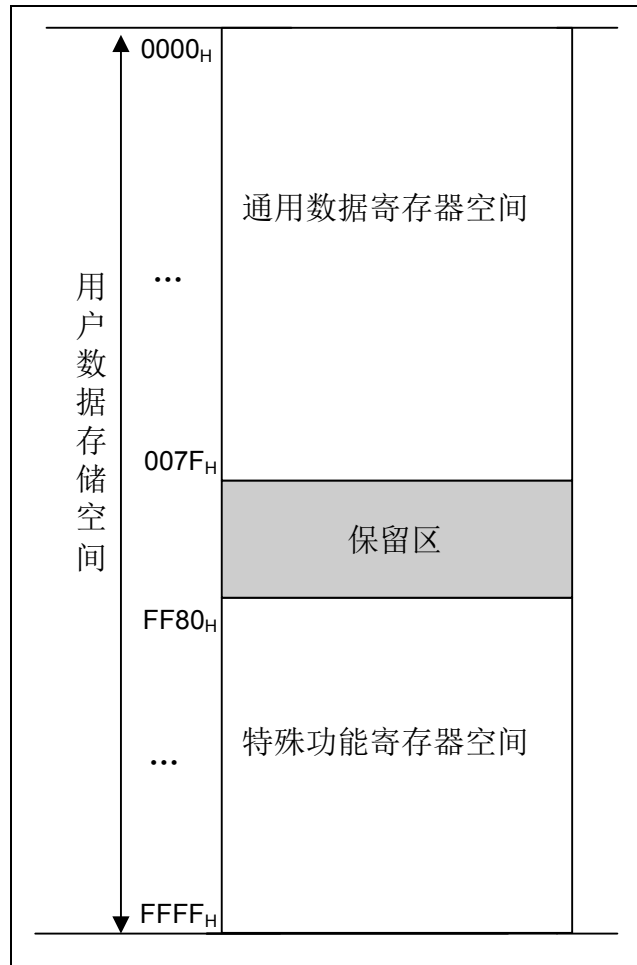 0000H
通用数据寄存器空间
...
用户数据存储空间
007FH
保留区
FF80H
特殊功能寄存器空间
...
FFFFH